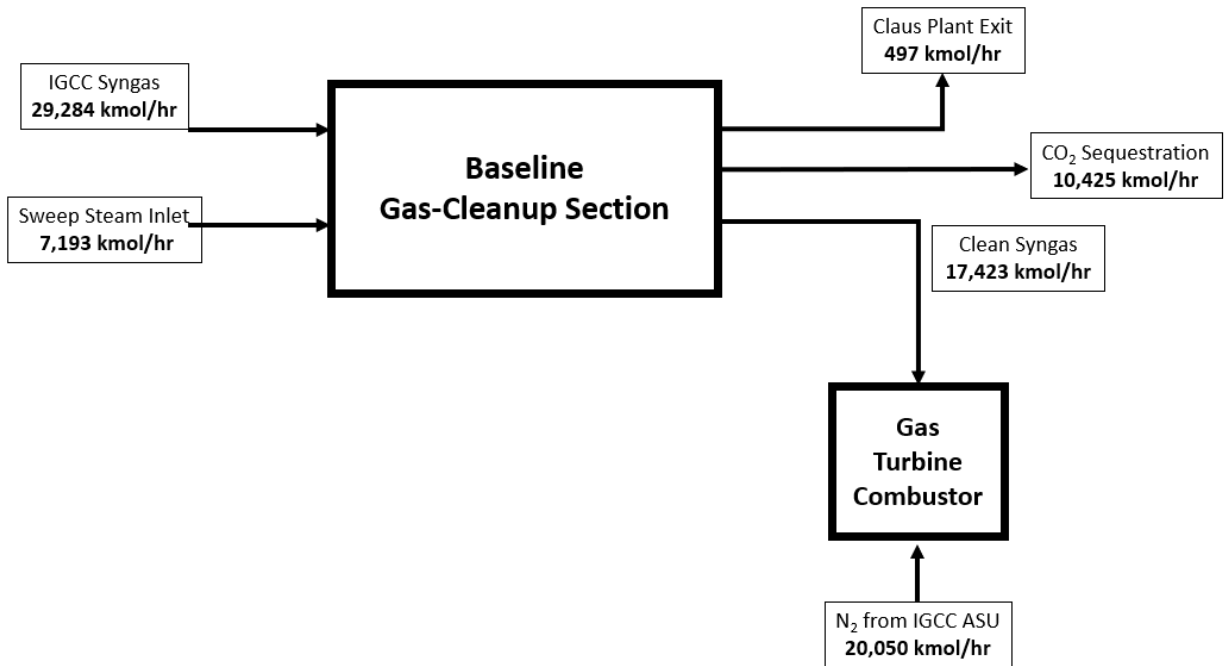 Claus Plant Exit
497 kmol/hr
IGCC Syngas
29,284 kmol/hr
Baseline
Gas-Cleanup Section
CO₂ Sequestration
10,425 kmol/hr
Sweep Steam Inlet
7,193 kmol/hr
Clean Syngas
17,423 kmol/hr
Gas
Turbine
Combustor
N₂ from IGCC ASU
20,050 kmol/hr